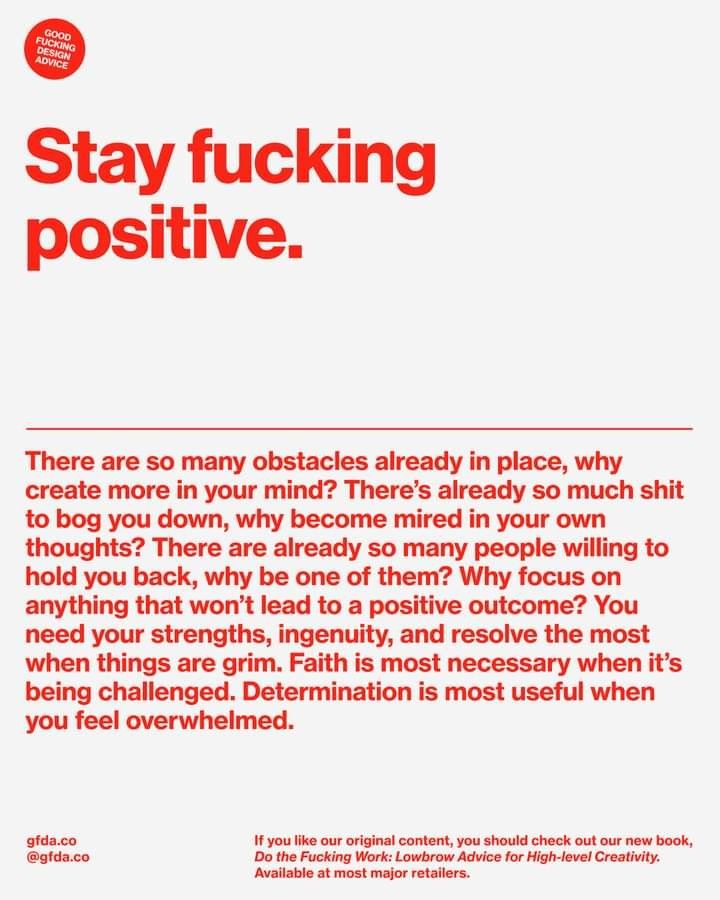 GOOD
FUCKING
DESIGN
ADVICE
Stay fucking
positive.
There are so many obstacles already in place, why
create more in your mind? There’s already so much shit
to bog you down, why become mired in your own
thoughts? There are already so many people willing to
hold you back, why be one of them? Why focus on
anything that won’t lead to a positive outcome? You
need your strengths, ingenuity, and resolve the most
when things are grim. Faith is most necessary when it’s
being challenged. Determination is most useful when
you feel overwhelmed.
gfda.co
@gfda.co
If you like our original content, you should check out our new book,
Do the Fucking Work: Lowbrow Advice for High-level Creativity.
Available at most major retailers.